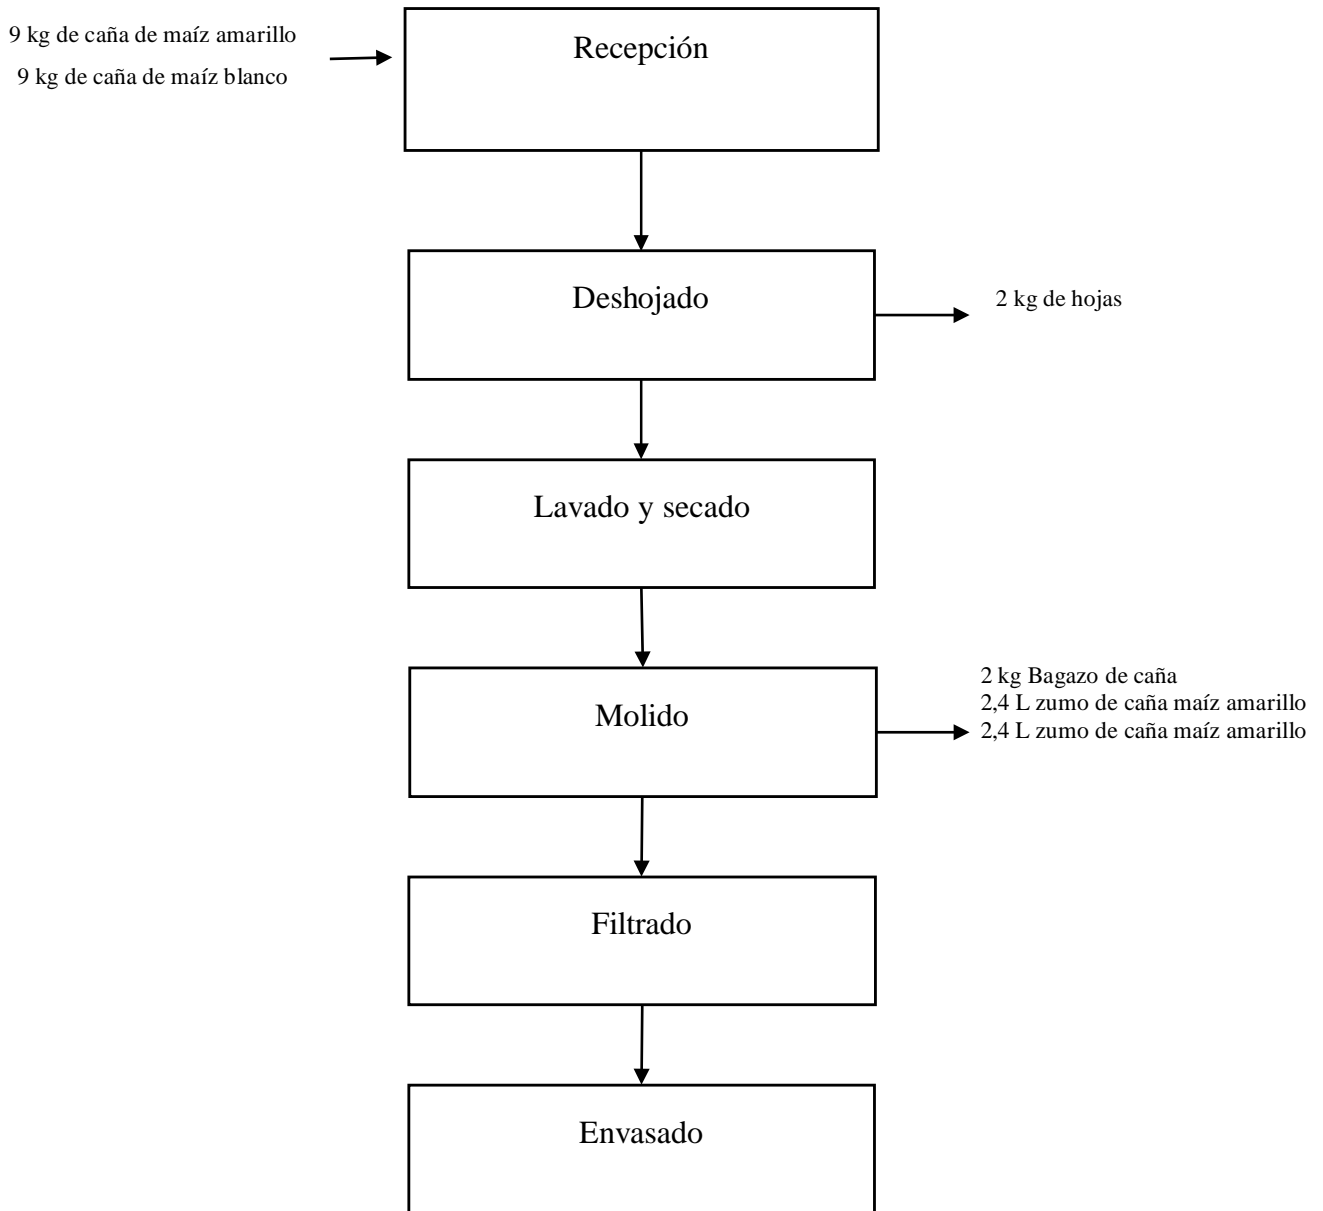 9 kg de caña de maíz amarillo
9 kg de caña de maíz blanco
Recepción
Deshojado
2 kg de hojas
Lavado y secado
Molido
2 kg Bagazo de caña
2,4 L zumo de caña maíz amarillo
2,4 L zumo de caña maíz amarillo
Filtrado
Envasado